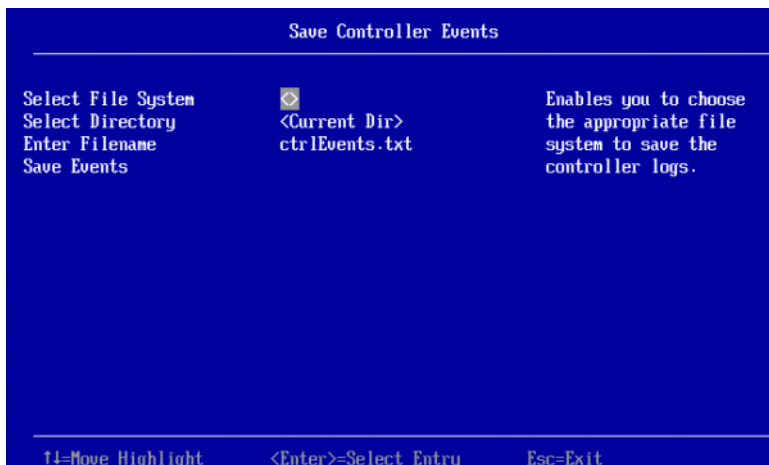 Save Controller Events
Select File System <> Enables you to choose
Select Directory <Current Dir> the appropriate file
Enter Filename ctrlEvents.txt system to save the
Save Events controller logs.
↑↓=Move Highlight <Enter>=Select Entry Esc=Exit